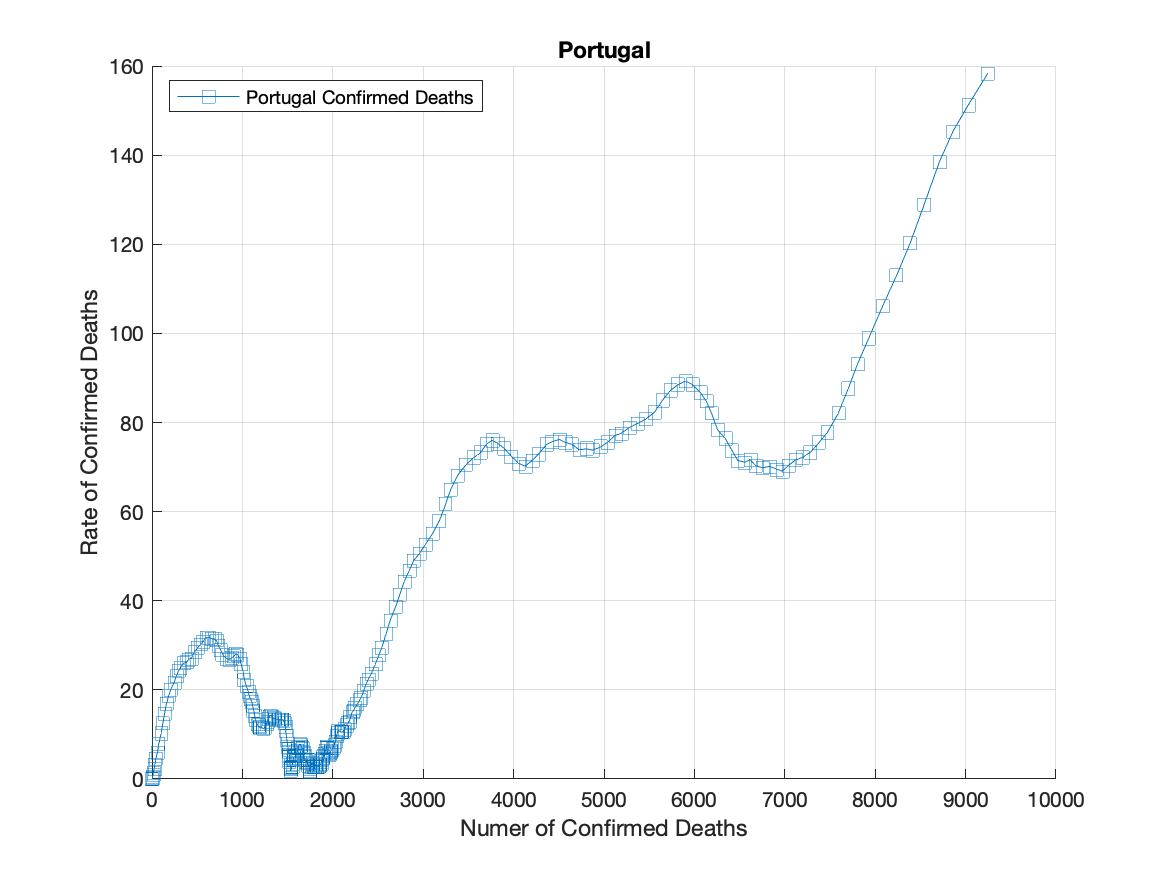 Portugal
Portugal Confirmed Deaths
Rate of Confirmed Deaths
160
140
120
100
80
60
40
20
0
0 1000 2000 3000 4000 5000 6000 7000 8000 9000 10000
Numer of Confirmed Deaths